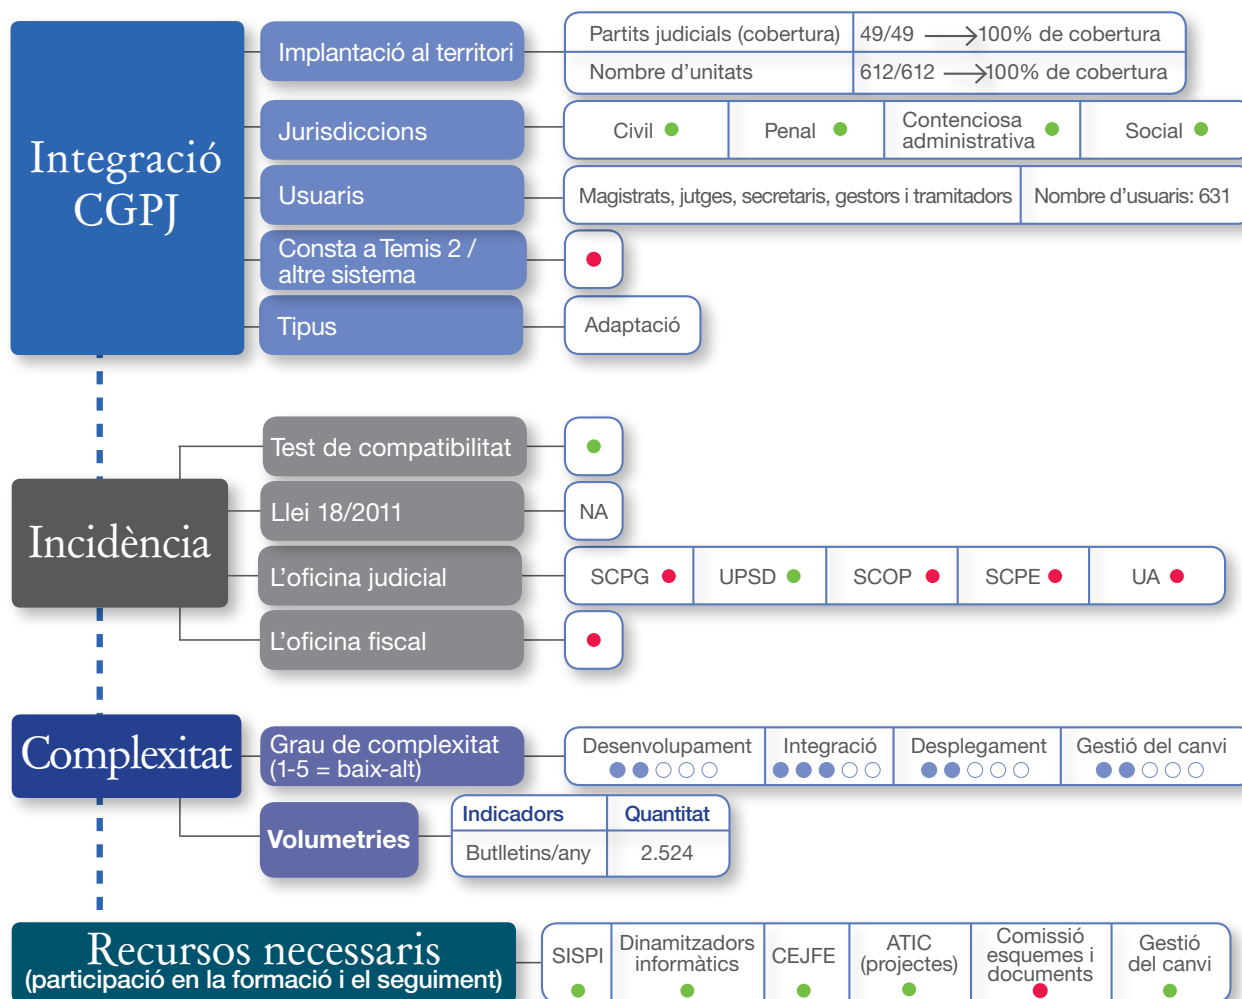 Integració
CGPJ
Implantació al territori
Partits judicials (cobertura)
49/49
100% de cobertura
Nombre d'unitats
612/612
100% de cobertura
Jurisdiccions
Civil
Penal
Contenciosa
administrativa
Social
Usuaris
Magistrats, jutges, secretaris, gestors i tramitadors
Nombre d'usuaris: 631
Consta a Temis 2 /
altre sistema
Tipus
Adaptació
Incidència
Test de compatibilitat
Llei 18/2011
NA
L'oficina judicial
SCPG
UPSD
SCOP
SCPE
UA
L'oficina fiscal
Complexitat
Grau de complexitat
(1-5 = baix-alt)
Desenvolupament
Integració
Desplegament
Gestió del canvi
Volumetries
Indicadors
Quantitat
Butlletins/any
2.524
Recursos necessaris
(participació en la formació i el seguiment)
SISPI
Dinamitzadors
informàtics
CEJFE
ATIC
(projectes)
Comissió
esquemes i
documents
Gestió
del canvi